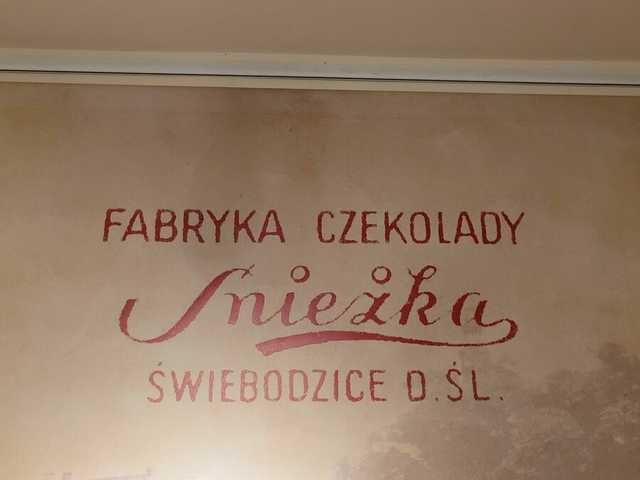 FABRYKA CZEKOLADY
Śnieżka
ŚWIEBODZICE D.ŚL.